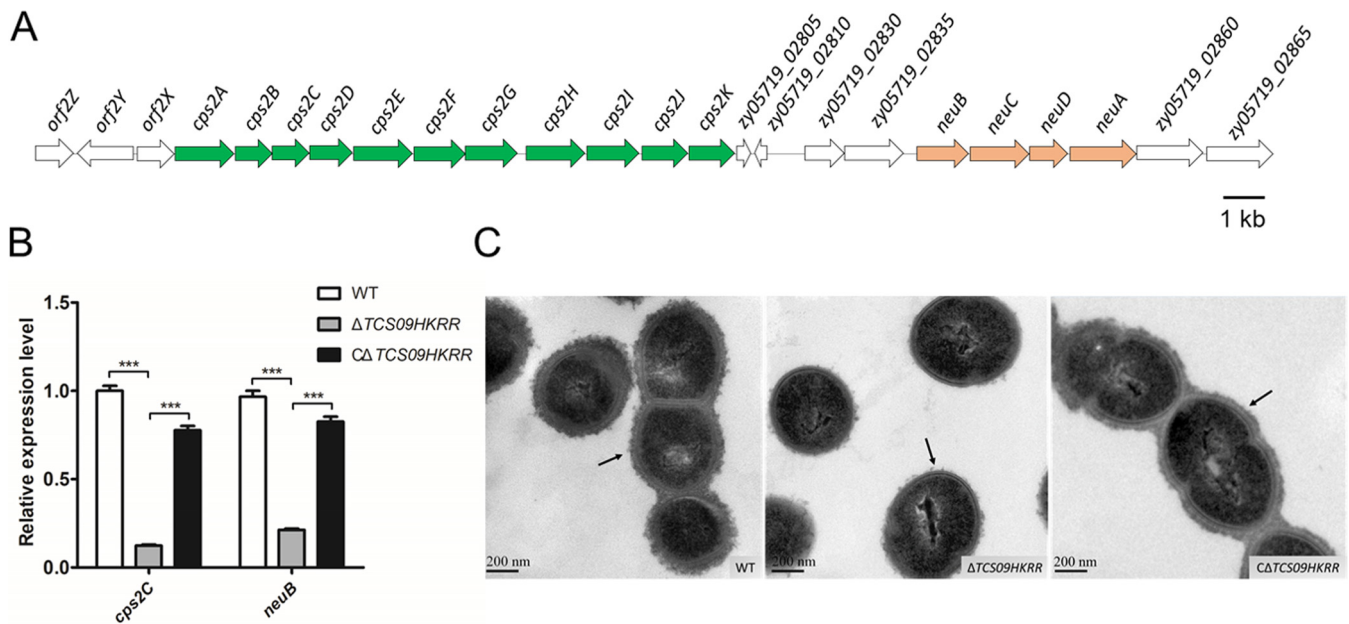 A
orf2Z orf2Y orf2X cps2A cps2B cps2C cps2D cps2E cps2F cps2G cps2H cps2I cps2J cps2K zy05719_02805 zy05719_02810 zy05719_02830 zy05719_02835 neuB neuC neuD neuA zy05719_02860 zy05719_02865
1 kb
B
Relative expression level
1.5
1.0
0.5
0.0
WT
ΔTCS09HKRR
CΔTCS09HKRR
*** ***
*** ***
cps2C neuB
C
200 nm WT
200 nm ΔTCS09HKRR
200 nm CΔTCS09HKRR